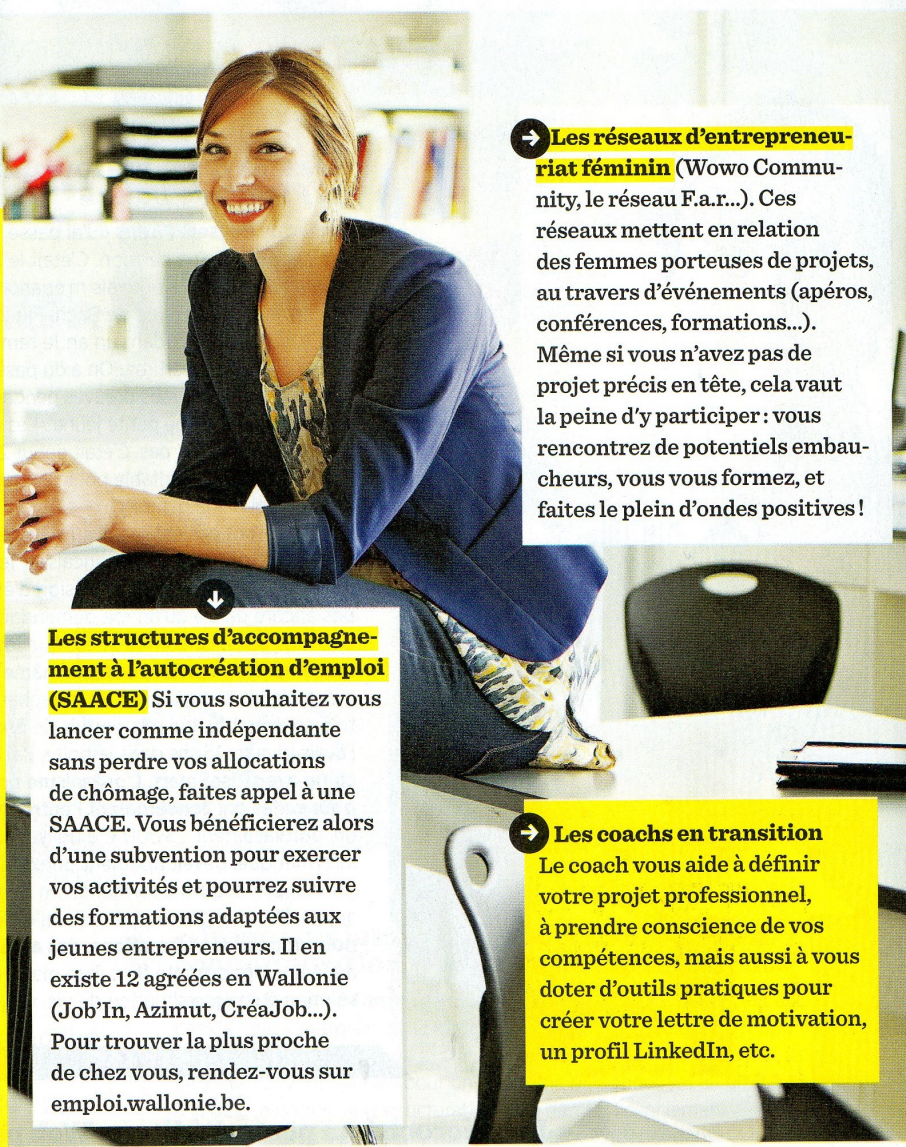 Les réseaux d'entrepreneu-
riat féminin (Wowo Commu-
nity, le réseau F.a.r...). Ces
réseaux mettent en relation
des femmes porteuses de projets,
au travers d'événements (apéros,
conférences, formations...).
Même si vous n'avez pas de
projet précis en tête, cela vaut
la peine d'y participer : vous
rencontrez de potentiels embau-
cheurs, vous vous formez, et
faites le plein d'ondes positives !
Les structures d'accompagne-
ment à l'autocréation d'emploi
(SAACE) Si vous souhaitez vous
lancer comme indépendante
sans perdre vos allocations
de chômage, faites appel à une
SAACE. Vous bénéficierez alors
d'une subvention pour exercer
vos activités et pourrez suivre
des formations adaptées aux
jeunes entrepreneurs. Il en
existe 12 agréées en Wallonie
(Job'In, Azimut, CréaJob...).
Pour trouver la plus proche
de chez vous, rendez-vous sur
emploi.wallonie.be.
Les coachs en transition
Le coach vous aide à définir
votre projet professionnel,
à prendre conscience de vos
compétences, mais aussi à vous
doter d'outils pratiques pour
créer votre lettre de motivation,
un profil LinkedIn, etc.